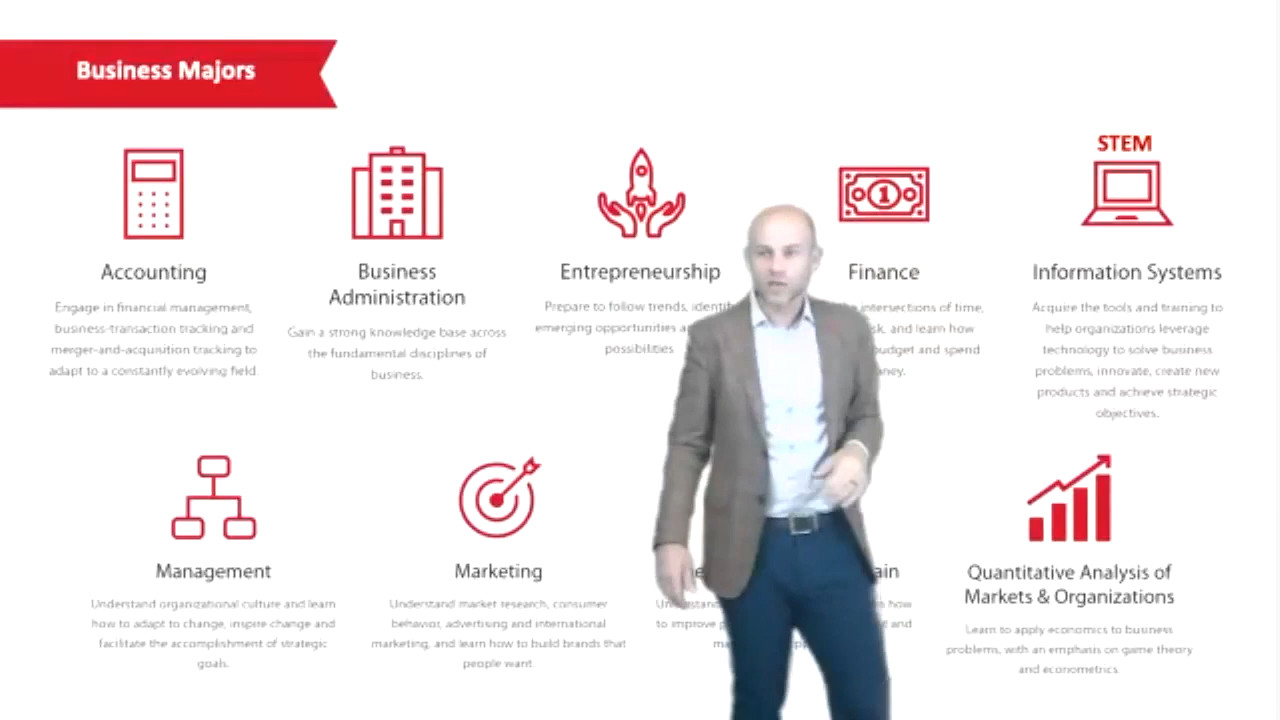 Business Majors
STEM
Accounting
Engage in financial management,
business-transaction tracking and
merger-and-acquisition tracking to
adapt to a constantly evolving field.
Business
Administration
Gain a strong knowledge base across
the fundamental disciplines of
business.
Entrepreneurship
Prepare to follow trends, identify
emerging opportunities
possibilities.
Finance
intersections of time,
and learn how
budget and spend
Information Systems
Acquire the tools and training to
help organizations leverage
technology to solve business
problems, innovate, create new
products and achieve strategic
objectives.
Management
Understand organizational culture and learn
how to adapt to change, inspire change and
facilitate the accomplishment of strategic
goals.
Marketing
Understand market research, consumer
behavior, advertising and international
marketing, and learn how to build brands that
people want.
how
to improve
and
Quantitative Analysis of
Markets & Organizations
Learn to apply economics to business
problems, with an emphasis on game theory
and econometrics.